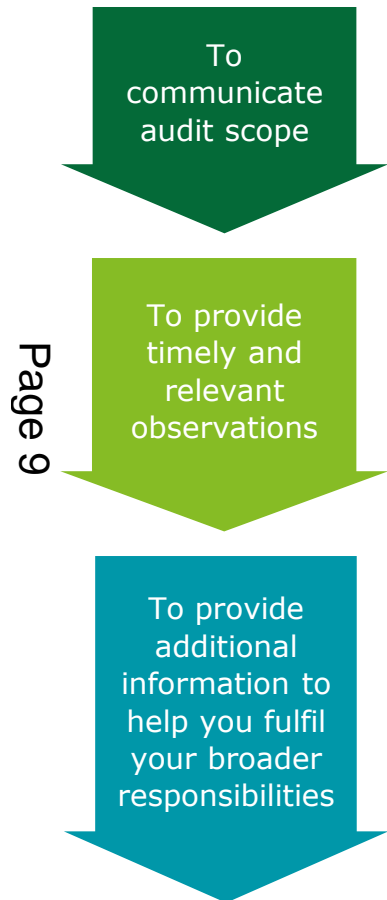 To
communicate
audit scope
To provide
timely and
relevant
observations
Page 9
To provide
additional
information to
help you fulfil
your broader
responsibilities